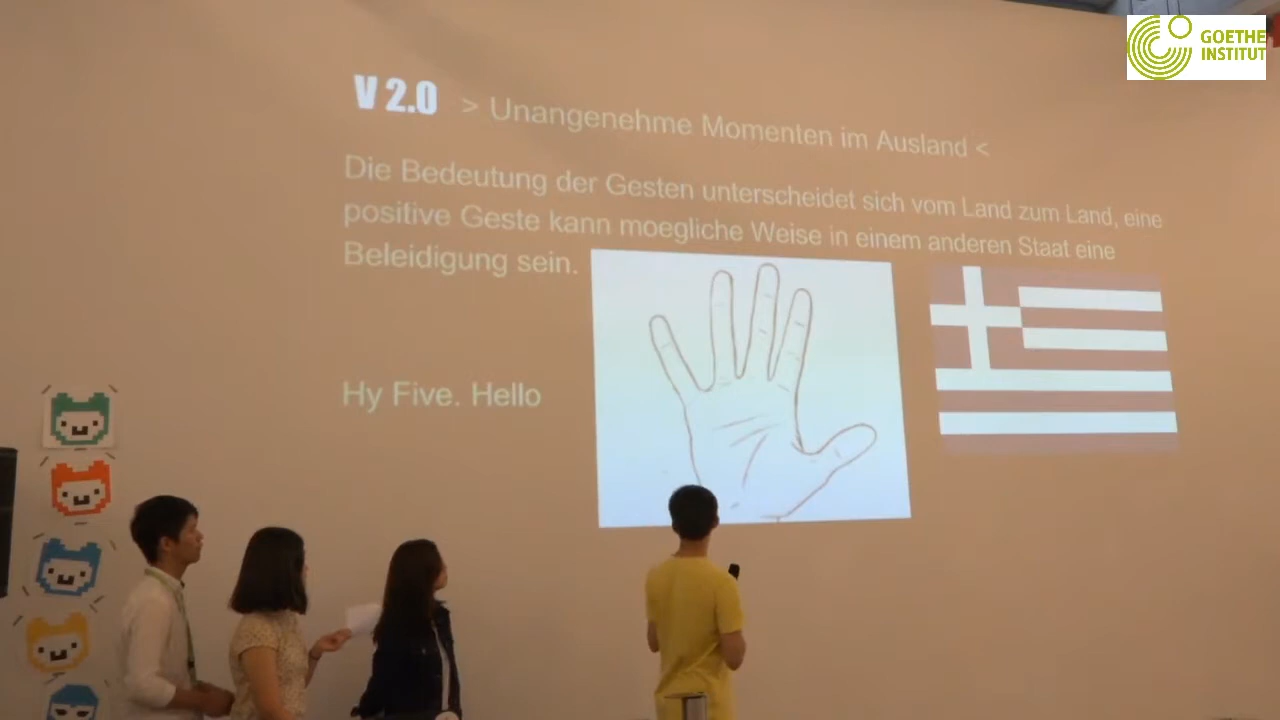 GOETHE
INSTITUT
V 2.0 > Unangenehme Momenten im Ausland <
Die Bedeutung der Gesten unterscheidet sich vom Land zum Land, eine
positive Geste kann moegliche Weise in einem anderen Staat eine
Beleidigung sein.
Hy Five. Hello